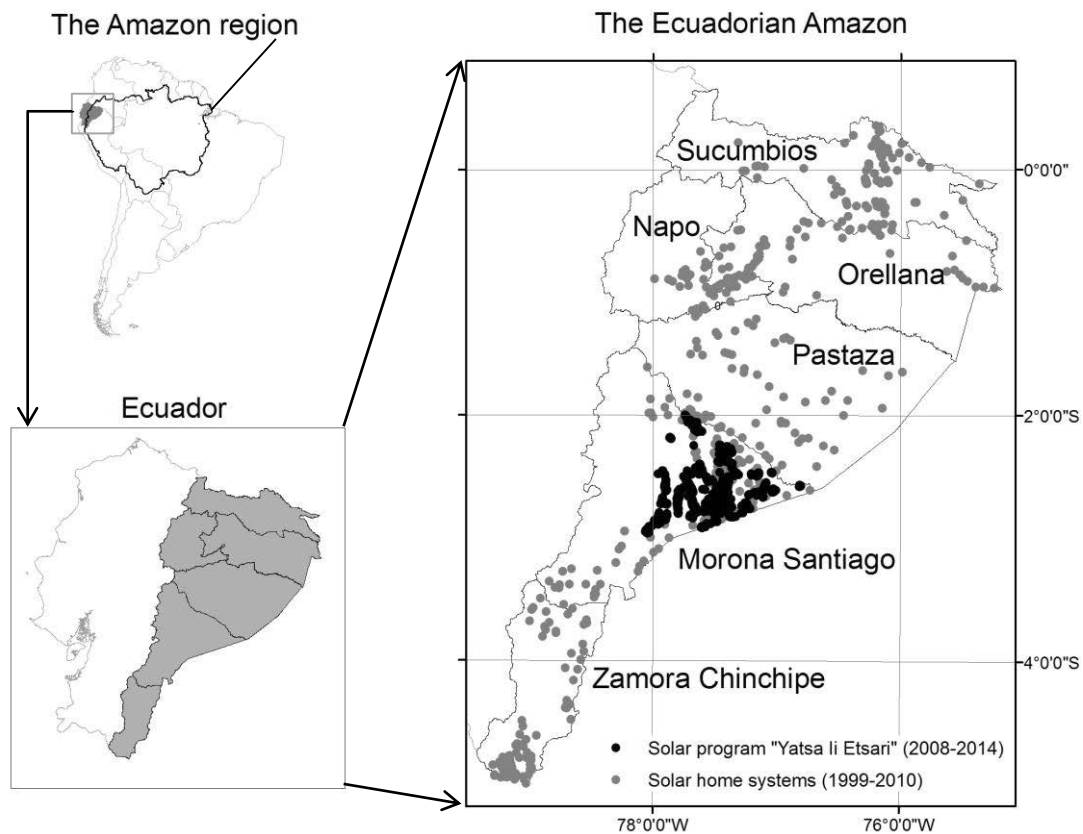 The Amazon region
The Ecuadorian Amazon
Sucumbios
0°0'0"
Napo
Orellana
0
Pastaza
Ecuador
2°0'0"S
Morona Santiago
Zamora Chinchipe
4°0'0"S
Solar program "Yatsa Ii Etsari" (2008-2014)
Solar home systems (1999-2010)
78°0'0"W
76°0'0"W